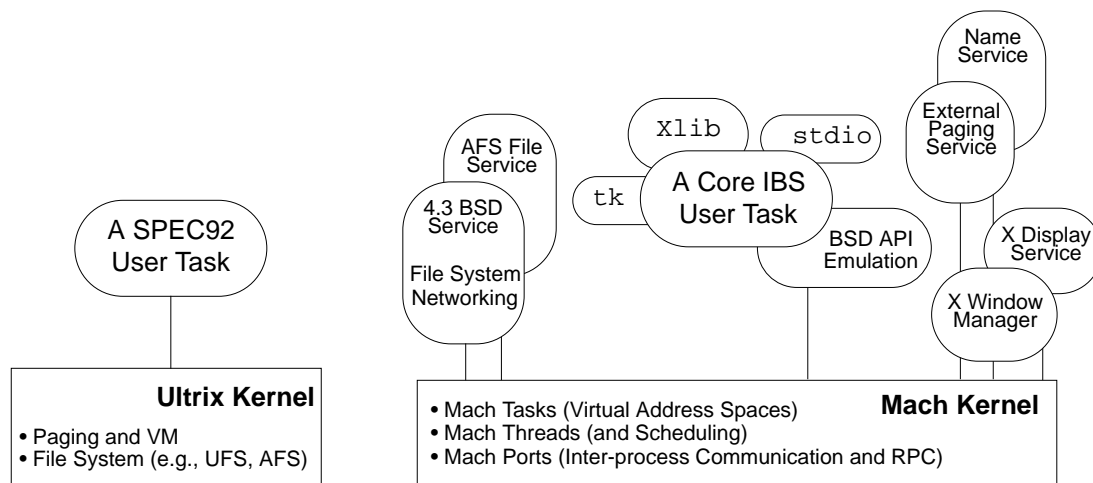 A SPEC92
User Task
Ultrix Kernel
• Paging and VM
• File System (e.g., UFS, AFS)
AFS File
Service
4.3 BSD
Service
File System
Networking
Xlib
stdio
tk
A Core IBS
User Task
BSD API
Emulation
Name
Service
External
Paging
Service
X Display
Service
X Window
Manager
Mach Kernel
• Mach Tasks (Virtual Address Spaces)
• Mach Threads (and Scheduling)
• Mach Ports (Inter-process Communication and RPC)